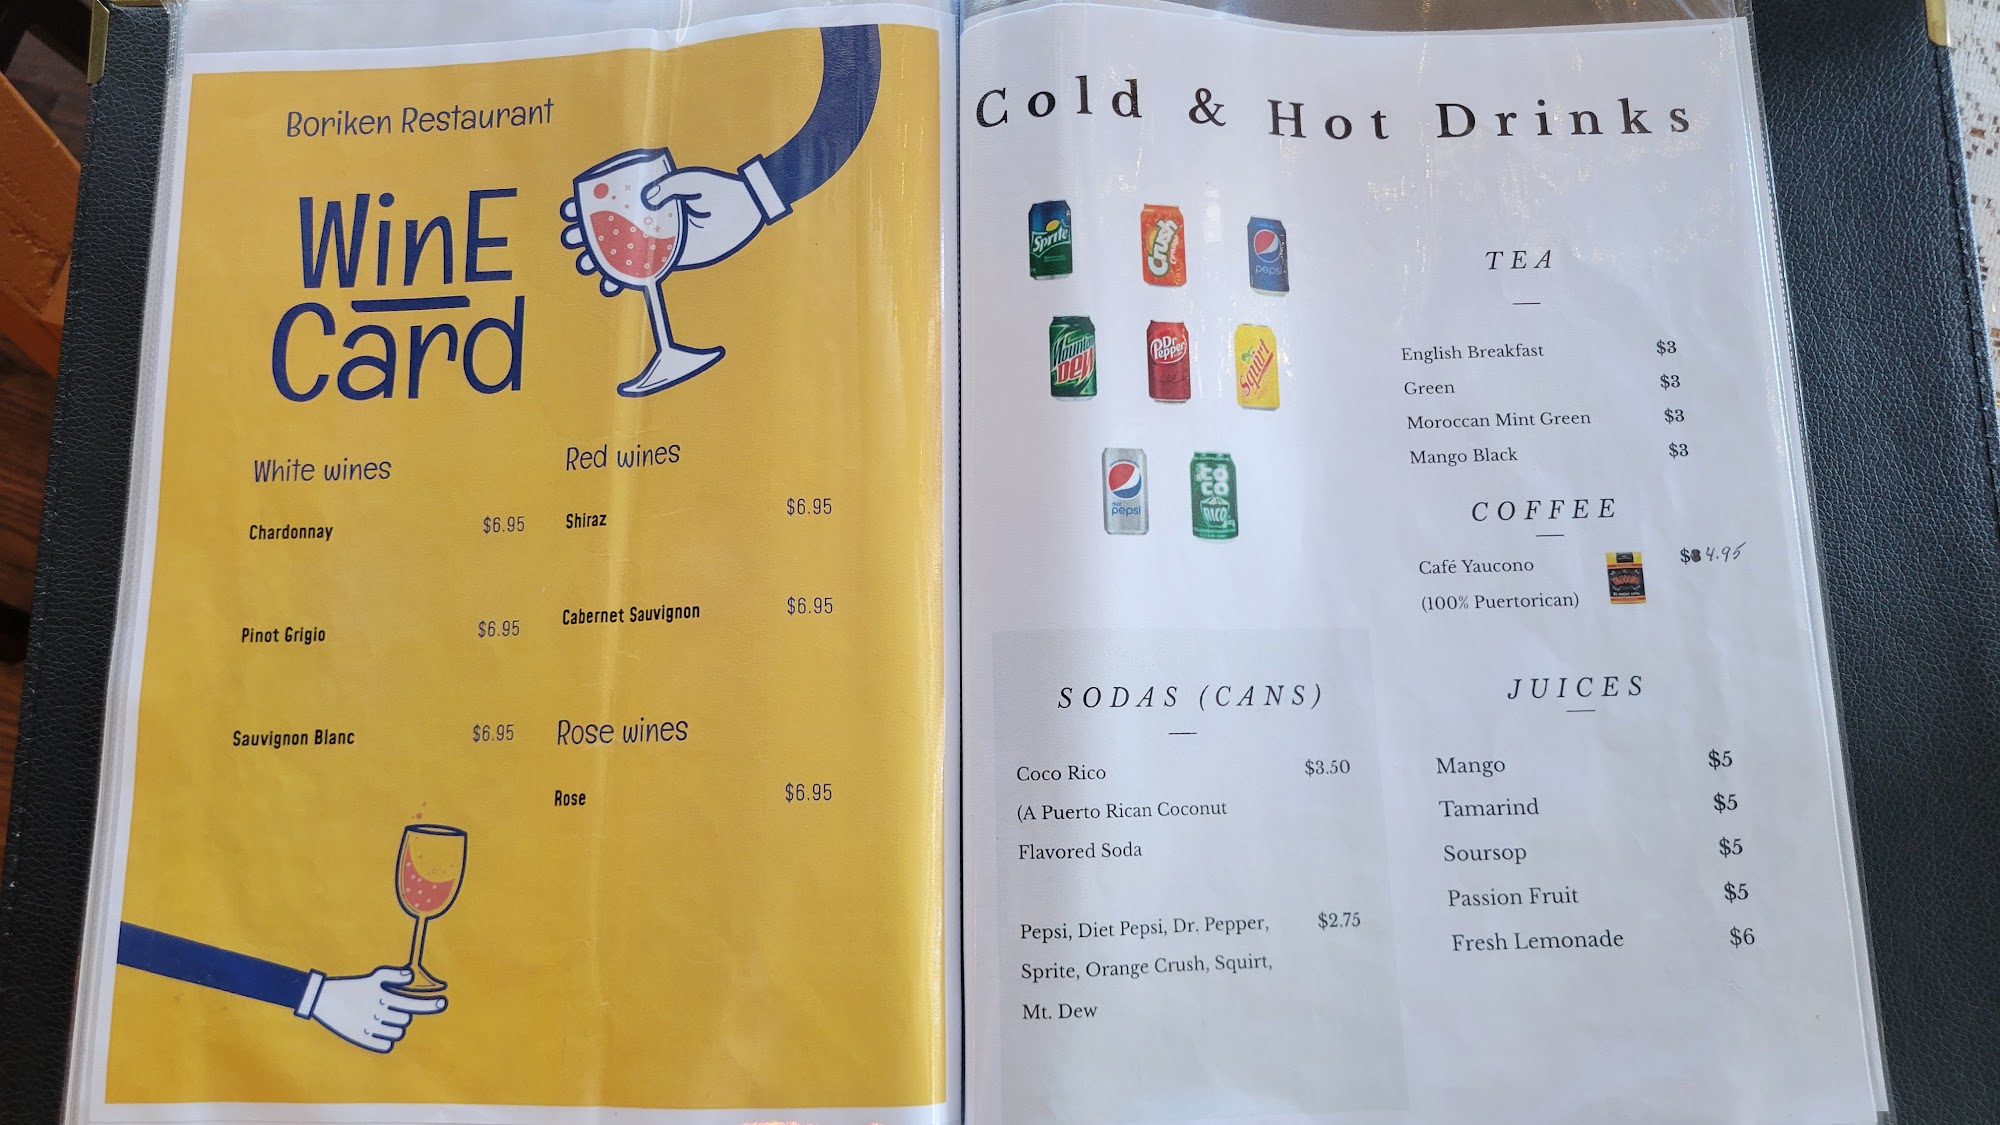 Boriken Restaurant
WinE
Card
White wines
Chardonnay $6.95
Pinot Grigio $6.95
Sauvignon Blanc $6.95
Red wines
Shiraz $6.95
Cabernet Sauvignon $6.95
Rose wines
Rose $6.95
Cold & Hot Drinks
Sprite
Crush
pepsi
Mountain
DEW
Dr
Pepper
Squirt
pepsi
CO
CO
RICO
SODAS (CANS)
Coco Rico $3.50
(A Puerto Rican Coconut
Flavored Soda
Pepsi, Diet Pepsi, Dr. Pepper, $2.75
Sprite, Orange Crush, Squirt,
Mt. Dew
TEA
English Breakfast $3
Green $3
Moroccan Mint Green $3
Mango Black $3
COFFEE
Café Yaucono $4.95
(100% Puertorican)
JUICES
Mango $5
Tamarind $5
Soursop $5
Passion Fruit $5
Fresh Lemonade $6